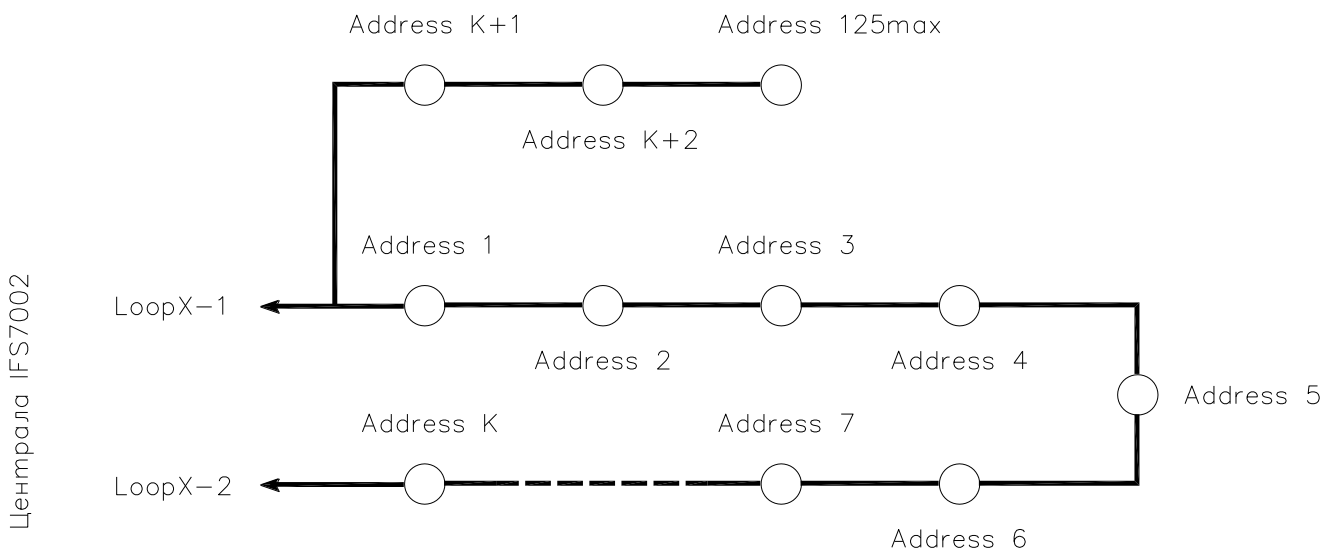 Address K+1
Address 125max
Address K+2
Address 1
Address 3
LoopX-1
Address 2
Address 4
Централа IFS7002
Address 5
Address K
Address 7
LoopX-2
Address 6